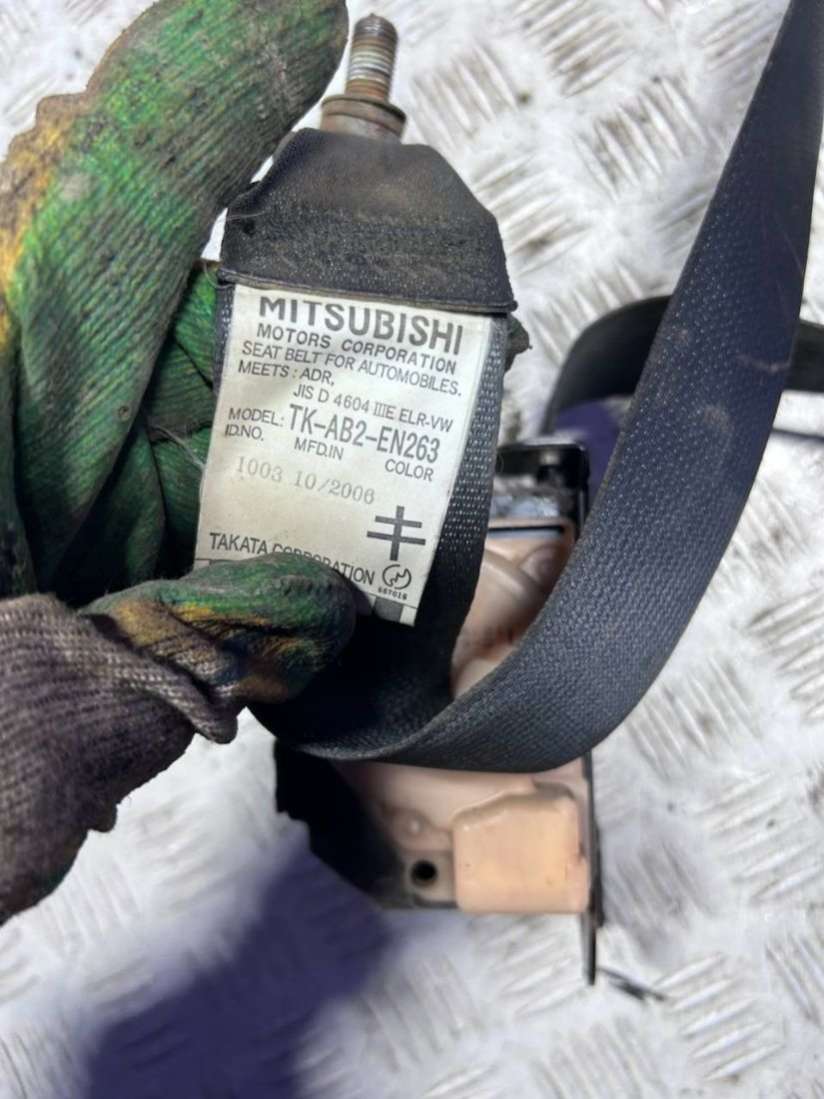 MITSUBISHI
MOTORS CORPORATION
SEAT BELT FOR AUTOMOBILES.
MEETS : ADR,
JIS D 4604 IIIE ELR-VW
MODEL: TK-AB2-EN263
ID.NO. MFD.IN COLOR
1003 10/2006
TAKATA CORPORATION